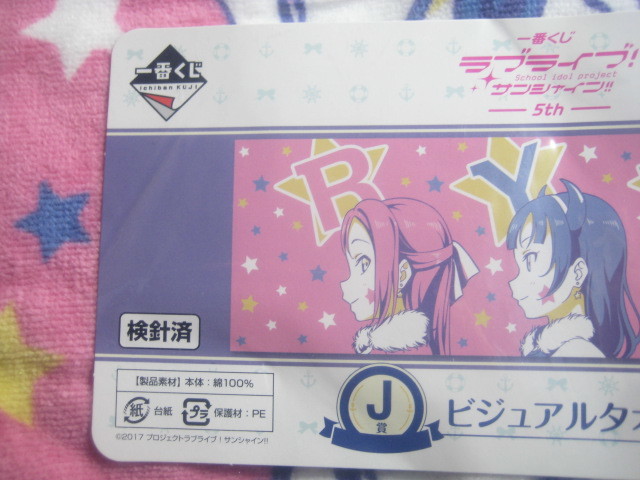 一番くじ
Ichiban KUJI
一番くじ
ラブライブ!
School idol project
サンシャイン!!
5th
R Y
検針済
【製品素材】本体:綿100%
紙 台紙 プラ 保護材:PE
©2017 プロジェクトラブライブ!サンシャイン!!
J
賞
ビジュアルタオ